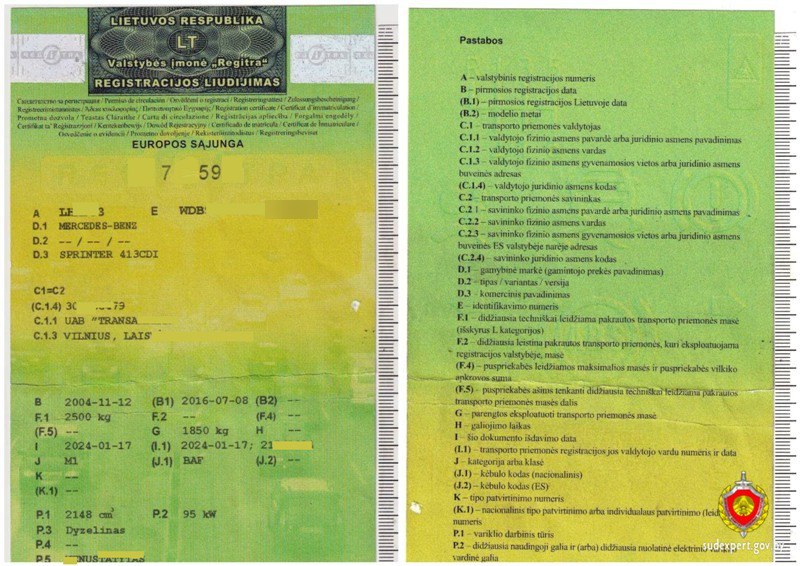 LIETUVOS RESPUBLIKA
LT
Valstybės įmonė „Regitra"
REGISTRACIJOS LIUDIJIMAS
EUROPOS SĄJUNGA
7 59
A 3 E WDB
D.1 MERCEDES-BENZ
D.2 -- / -- / --
D.3 SPRINTER 413CDI
C1=C2
(C.1.4) 30 79
C.1.1 UAB "TRANSA
C.1.3 VILNIUS, LAIS
B 2004-11-12 (B1) 2016-07-08 (B2) --
F.1 2500 kg F.2 -- (F.4) --
(F.5) -- G 1850 kg H --
I 2024-01-17 (I.1) 2024-01-17; 21
J M1 (J.1) BAF (J.2) --
K --
(K.1) --
P.1 2148 cm³ P.2 95 kW
P.3 Dyzelinas
P.4 --
P.5
Pastabos
A – valstybinis registracijos numeris
B – pirmosios registracijos data
(B.1) – pirmosios registracijos Lietuvoje data
(B.2) – modelio metai
C.1 – transporto priemonės valdytojas
C.1.1 – valdytojo fizinio asmens pavardė arba juridinio asmens pavadinimas
C.1.2 – valdytojo fizinio asmens vardas
C.1.3 – valdytojo fizinio asmens gyvenamosios vietos arba juridinio asmens
buveinės adresas
(C.1.4) – valdytojo juridinio asmens kodas
C.2 – transporto priemonės savininkas
C.2 1 – savininko fizinio asmens pavardė arba juridinio asmens pavadinimas
C.2.2 – savininko fizinio asmens vardas
C.2.3 – savininko fizinio asmens gyvenamosios vietos arba juridinio asmens
buveinės ES valstybėje narėje adresas
(C.2.4) – savininko juridinio asmens kodas
D.1 – gamybinė markė (gamintojo prekės pavadinimas)
D.2 – tipas / variantas / versija
D.3 – komercinis pavadinimas
E – identifikavimo numeris
F.1 – didžiausia techniškai leidžiama pakrautos transporto priemonės masė
(išskyrus L kategorijos)
F.2 – didžiausia leistina pakrautos transporto priemonės, kuri eksploatuojama
registracijos valstybėje, masė
(F.4) – puspriekabės leidžiamos maksimalios masės ir puspriekabės vilkiko
apkrovos suma
(F.5) – puspriekabės ašims tenkanti didžiausia techniškai leidžiama pakrautos
transporto priemonės masės dalis
G – parengtos eksploatuoti transporto priemonės masė
H – galiojimo laikas
I – šio dokumento išdavimo data
(I.1) – transporto priemonės registracijos jos valdytojo vardu numeris ir data
J – kategorija arba klasė
(J.1) – kėbulo kodas (nacionalinis)
(J.2) – kėbulo kodas (ES)
K – tipo patvirtinimo numeris
(K.1) – nacionalinis tipo patvirtinimo arba individualaus patvirtinimo
numeris
P.1 – variklio darbinis tūris
P.2 – didžiausia naudingoji galia ir (arba) didžiausia nuolatinė
vardinė galia
sudexpert.gov.by